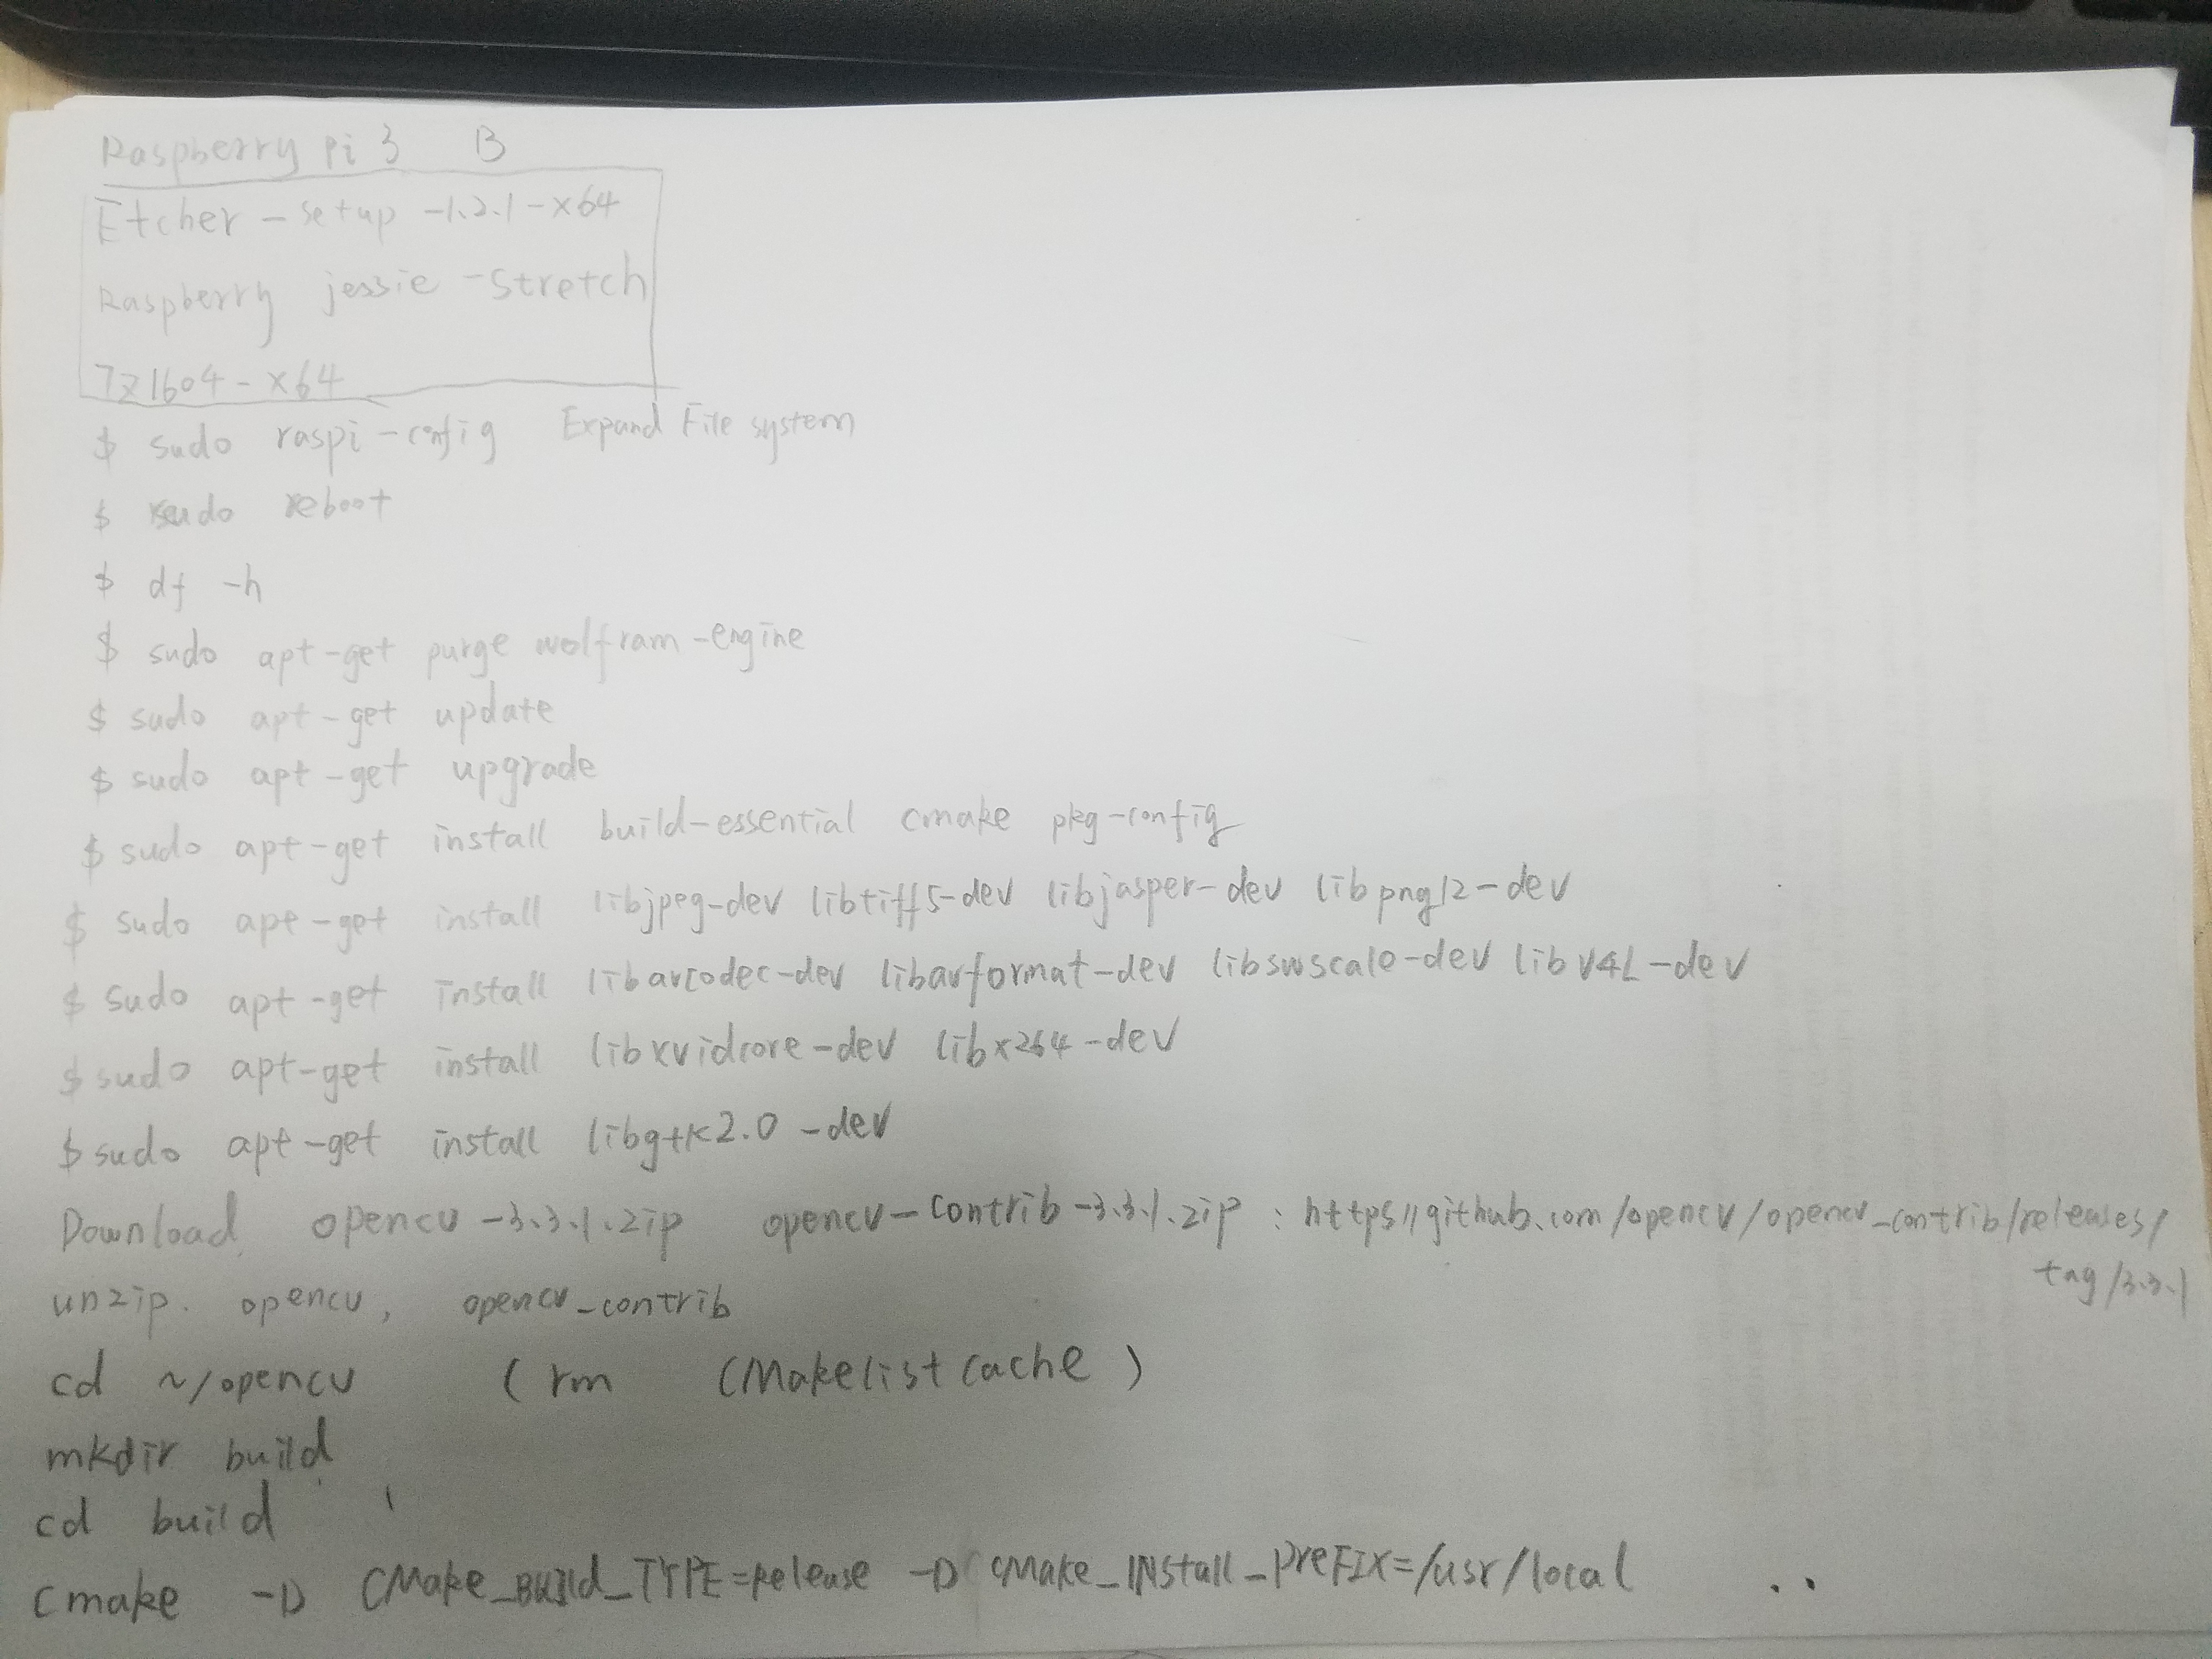 Raspberry Pi 3 B
Etcher-setup-1.2.1-x64
Raspberry jessie-Stretch
7z1604-x64
$ sudo raspi-config Expand File system
$ sudo reboot
$ df -h
$ sudo apt-get purge wolfram-engine
$ sudo apt-get update
$ sudo apt-get upgrade
$ sudo apt-get install build-essential cmake pkg-config
$ sudo apt-get install libjpeg-dev libtiff5-dev libjasper-dev libpng12-dev
$ sudo apt-get install libavcodec-dev libavformat-dev libswscale-dev libv4L-dev
$ sudo apt-get install libxvidcore-dev libx264-dev
$ sudo apt-get install libgtk2.0-dev
Download opencv-3.3.1.zip opencv-contrib-3.3.1.zip : https//github.com/opencv/opencv_contrib/releases/
tag/3.3.1
unzip. opencv, opencv_contrib
cd ~/opencv (rm CMakelistCache)
mkdir build
cd build
cmake -D CMake_BUIld_TYPE=Release -D CMake_INStall_PreFIX=/usr/local ..